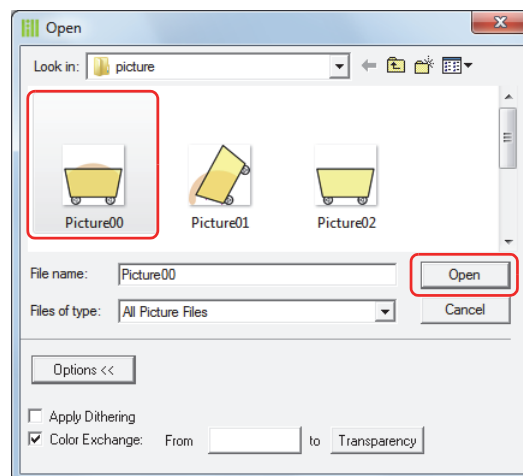 Open
Look in: picture
Picture00 Picture01 Picture02
File name: Picture00 Open
Files of type: All Picture Files Cancel
Options <<
Apply Dithering
Color Exchange: From to Transparency